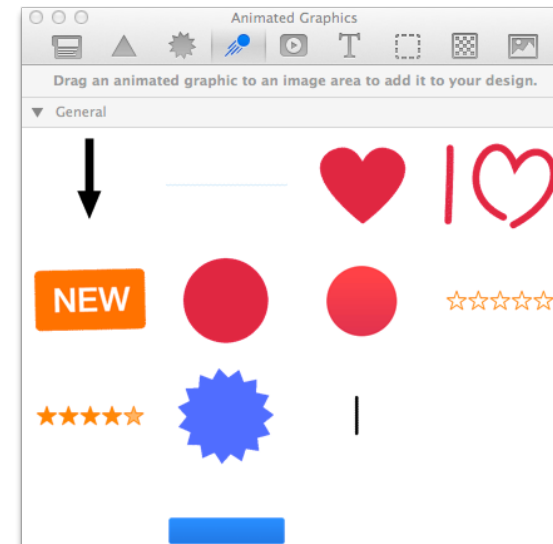 Animated Graphics
Drag an animated graphic to an image area to add it to your design.
General
I
NEW